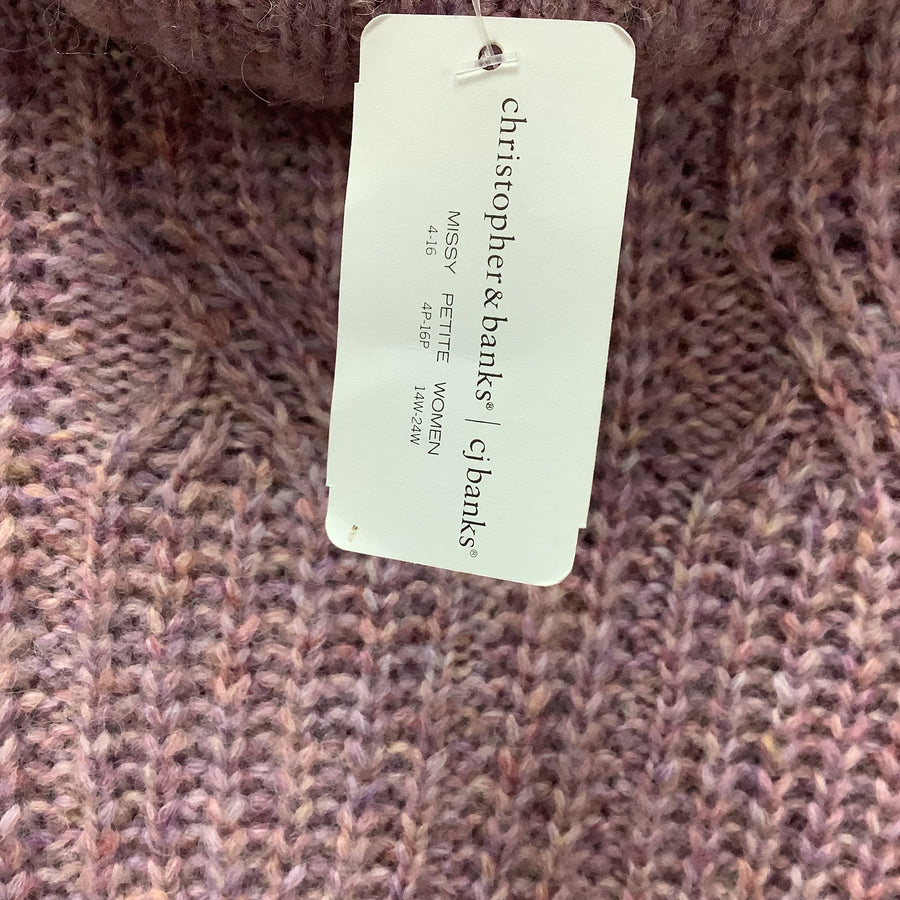 christopher & banks® | cj banks®
MISSY PETITE WOMEN
4-16 4P-16P 14W-24W